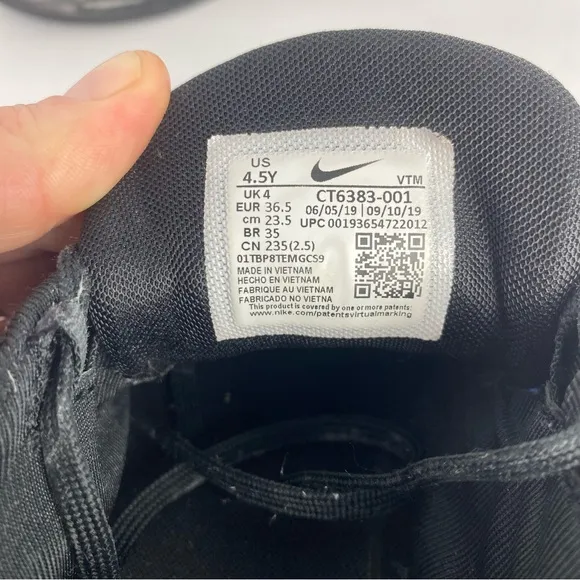 US
4.5Y
VTM
UK 4
CT6383-001
EUR 36.5
06/05/19 | 09/10/19
cm 23.5
UPC 00193654722012
BR 35
CN 235(2.5)
01TBP8TEMGCS9
MADE IN VIETNAM
HECHO EN VIETNAM
FABRIQUE AU VIETNAM
FABRICADO NO VIETNA
This product is covered by one or more patents
www.nike.com/patentsvirtualmarking